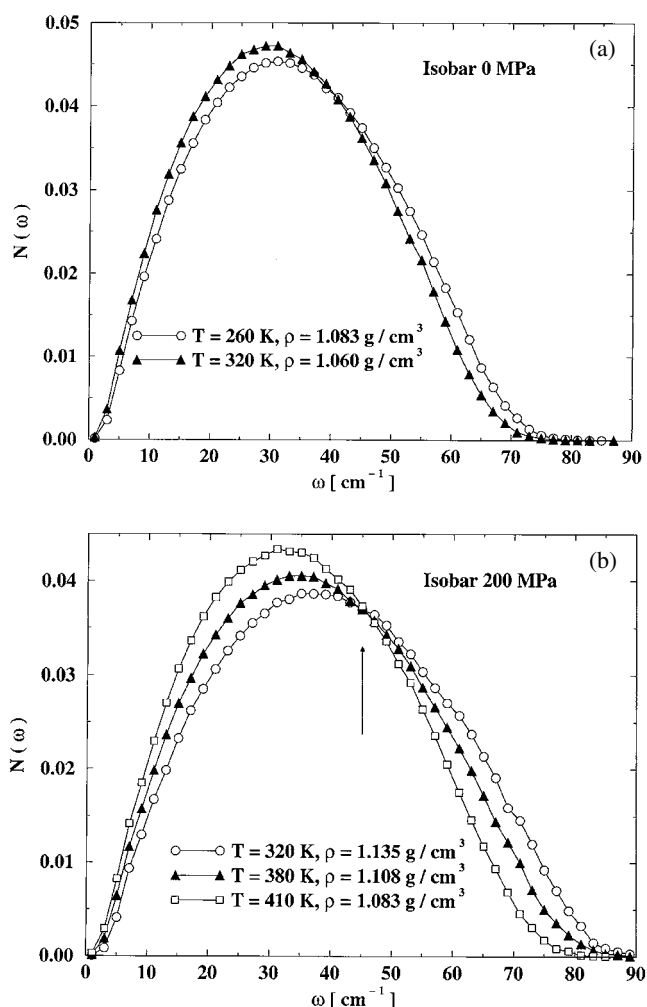 0.05
(a)
Isobar 0 MPa
0.04
0.03
N (ω)
0.02
T = 260 K, ρ = 1.083 g / cm³
T = 320 K, ρ = 1.060 g / cm³
0.01
0.00
0 10 20 30 40 50 60 70 80 90
ω [ cm⁻¹ ]
(b)
Isobar 200 MPa
0.04
0.03
N (ω)
0.02
T = 320 K, ρ = 1.135 g / cm³
T = 380 K, ρ = 1.108 g / cm³
T = 410 K, ρ = 1.083 g / cm³
0.01
0.00
0 10 20 30 40 50 60 70 80 90
ω [ cm⁻¹ ]